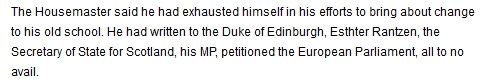 The Housemaster said he had exhausted himself in his efforts to bring about change
to his old school. He had written to the Duke of Edinburgh, Esthter Rantzen, the
Secretary of State for Scotland, his MP, petitioned the European Parliament, all to no
avail.